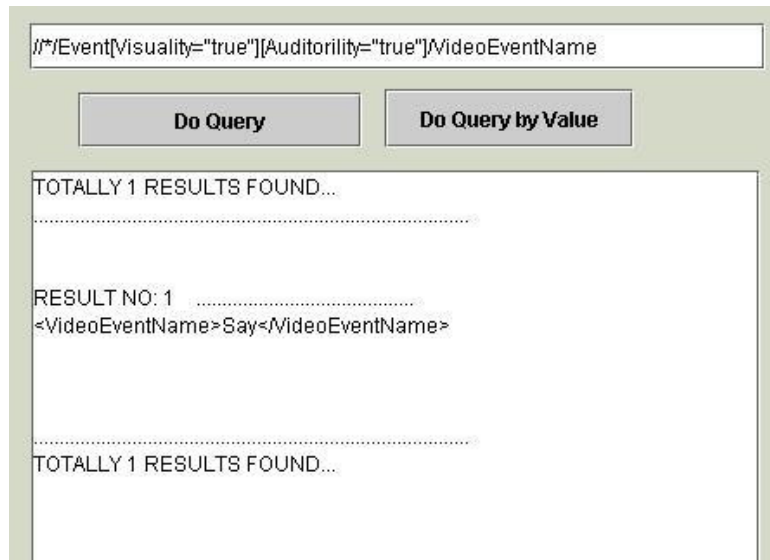 //*/Event[Visuality="true"][Auditorility="true"]/VideoEventName
Do Query
Do Query by Value
TOTALLY 1 RESULTS FOUND...
................................................................................
RESULT NO: 1 ..........................................
<VideoEventName>Say</VideoEventName>
................................................................................
TOTALLY 1 RESULTS FOUND...